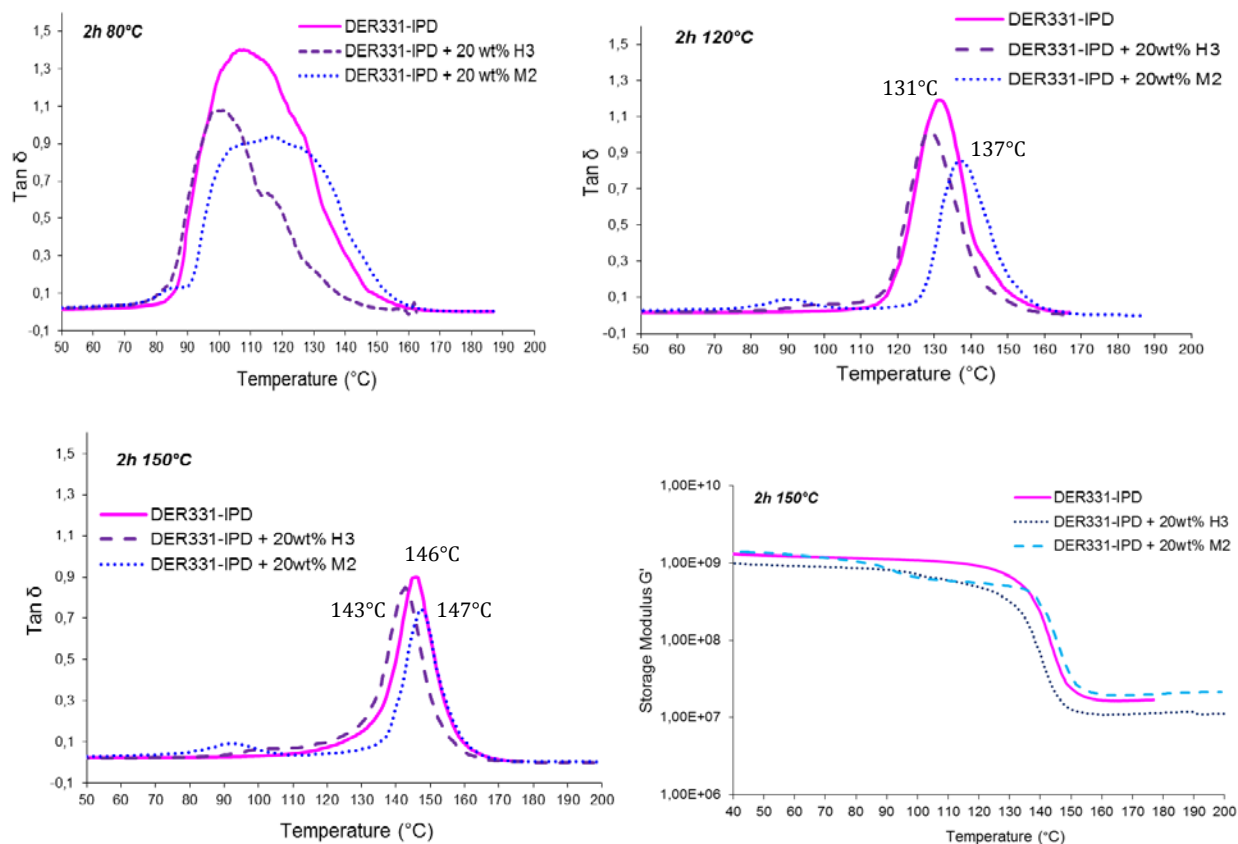 2h 80°C
DER331-IPD
DER331-IPD + 20 wt% H3
DER331-IPD + 20 wt% M2
Tan δ
1,5
1,3
1,1
0,9
0,7
0,5
0,3
0,1
-0,1
50 60 70 80 90 100 110 120 130 140 150 160 170 180 190 200
Temperature (°C)
2h 120°C
DER331-IPD
DER331-IPD + 20wt% H3
DER331-IPD + 20wt% M2
131°C
137°C
Tan δ
1,5
1,3
1,1
0,9
0,7
0,5
0,3
0,1
-0,1
50 60 70 80 90 100 110 120 130 140 150 160 170 180 190 200
Temperature (°C)
2h 150°C
DER331-IPD
DER331-IPD + 20wt% H3
DER331-IPD + 20wt% M2
146°C
143°C
147°C
Tan δ
1,5
1,3
1,1
0,9
0,7
0,5
0,3
0,1
-0,1
50 60 70 80 90 100 110 120 130 140 150 160 170 180 190 200
Temperature (°C)
2h 150°C
DER331-IPD
DER331-IPD + 20wt% H3
DER331-IPD + 20wt% M2
Storage Modulus G'
1,00E+10
1,00E+09
1,00E+08
1,00E+07
1,00E+06
40 50 60 70 80 90 100 110 120 130 140 150 160 170 180 190 200
Temperature (°C)